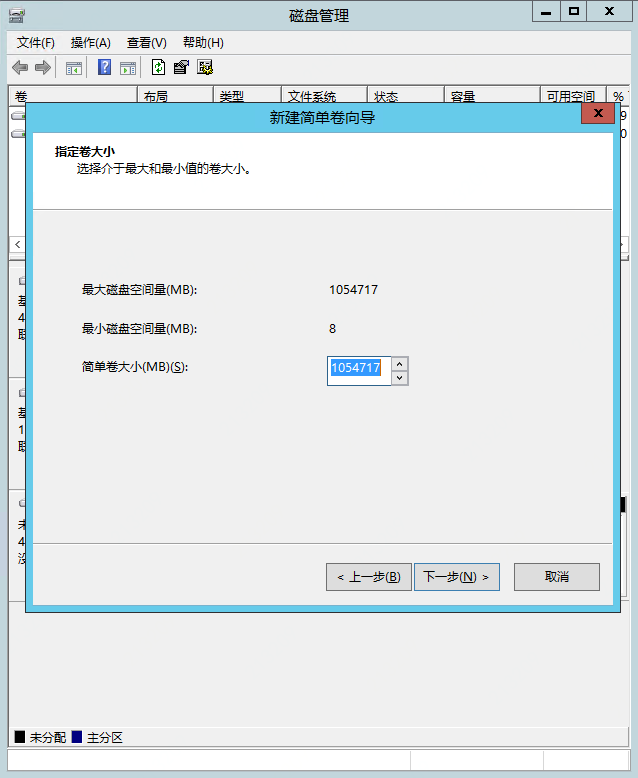 磁盘管理
文件(F) 操作(A) 查看(V) 帮助(H)
卷 布局 类型 文件系统 状态 容量 可用空间 %
新建简单卷向导
指定卷大小
选择介于最大和最小值的卷大小。
最大磁盘空间量(MB): 1054717
最小磁盘空间量(MB): 8
简单卷大小(MB)(S): 1054717
< 上一步(B) 下一步(N) > 取消
未分配 主分区